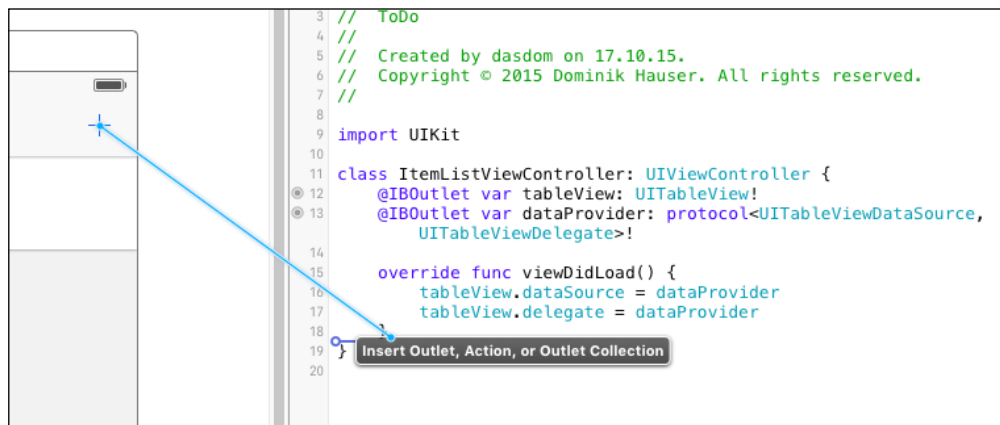 3 //  ToDo
4 //
5 //  Created by dasdom on 17.10.15.
6 //  Copyright © 2015 Dominik Hauser. All rights reserved.
7 //
8
9 import UIKit
10
11 class ItemListViewController: UIViewController {
12     @IBOutlet var tableView: UITableView!
13     @IBOutlet var dataProvider: protocol<UITableViewDataSource,
UITableViewDelegate>!
14
15     override func viewDidLoad() {
16         tableView.dataSource = dataProvider
17         tableView.delegate = dataProvider
18     }
Insert Outlet, Action, or Outlet Collection
19 }
20